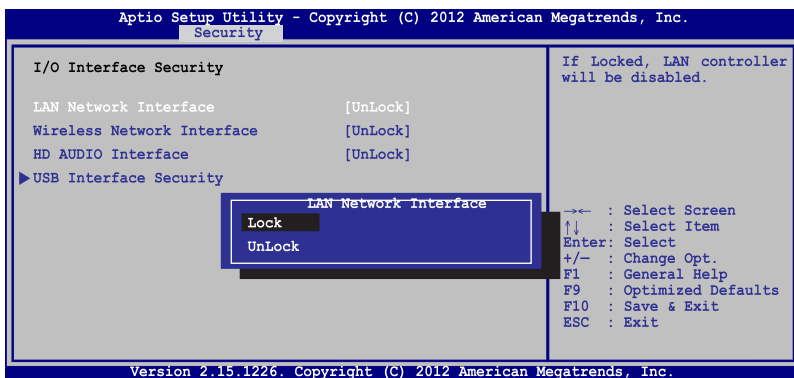 Aptio Setup Utility - Copyright (C) 2012 American Megatrends, Inc.
Security
I/O Interface Security
LAN Network Interface [UnLock]
Wireless Network Interface [UnLock]
HD AUDIO Interface [UnLock]
USB Interface Security
LAN Network Interface
Lock
UnLock
If Locked, LAN controller
will be disabled.
→← : Select Screen
↑↓ : Select Item
Enter: Select
+/— : Change Opt.
F1 : General Help
F9 : Optimized Defaults
F10 : Save & Exit
ESC : Exit
Version 2.15.1226. Copyright (C) 2012 American Megatrends, Inc.